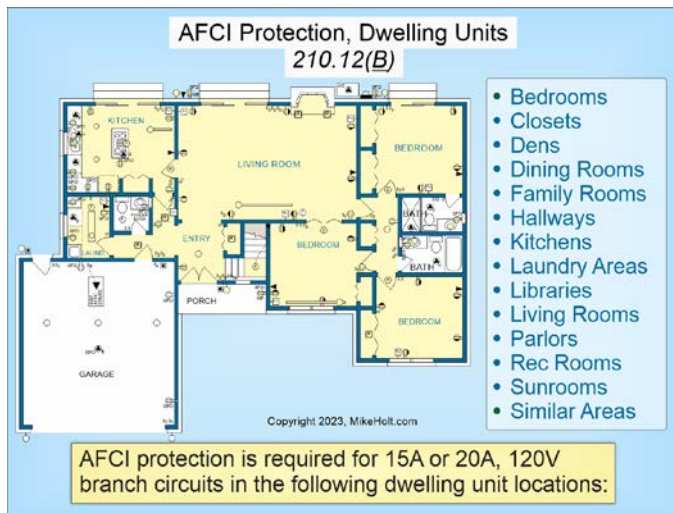 AFCI Protection, Dwelling Units
210.12(B)
KITCHEN
LIVING ROOM
BEDROOM
BATH
ENTRY
BEDROOM
BATH
PORCH
BEDROOM
GARAGE
Copyright 2023, MikeHolt.com
• Bedrooms
• Closets
• Dens
• Dining Rooms
• Family Rooms
• Hallways
• Kitchens
• Laundry Areas
• Libraries
• Living Rooms
• Parlors
• Rec Rooms
• Sunrooms
• Similar Areas
AFCI protection is required for 15A or 20A, 120V
branch circuits in the following dwelling unit locations: